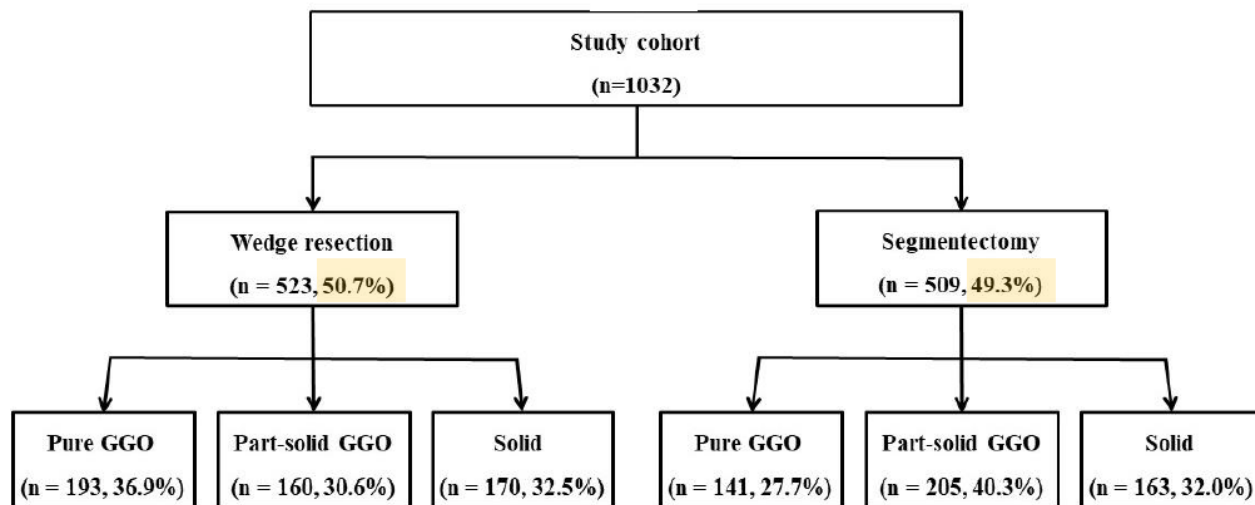 Study cohort
(n=1032)
Wedge resection
(n = 523, 50.7%)
Segmentectomy
(n = 509, 49.3%)
Pure GGO
(n = 193, 36.9%)
Part-solid GGO
(n = 160, 30.6%)
Solid
(n = 170, 32.5%)
Pure GGO
(n = 141, 27.7%)
Part-solid GGO
(n = 205, 40.3%)
Solid
(n = 163, 32.0%)